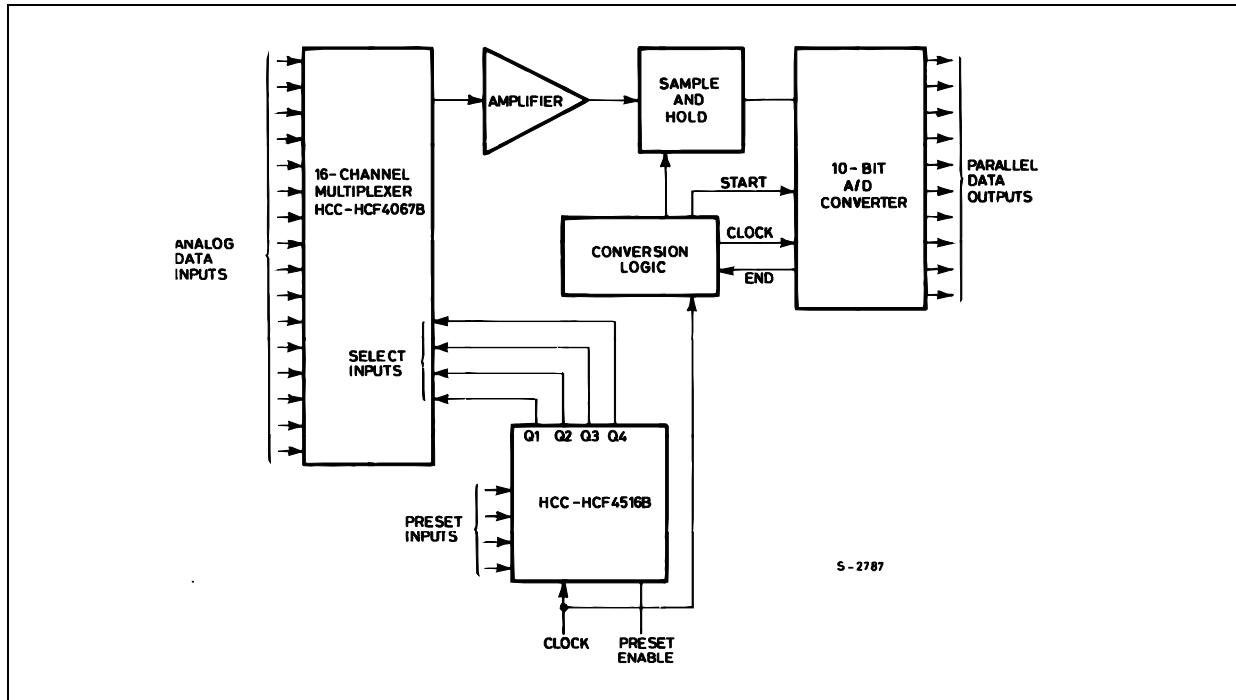 AMPLIFIER
SAMPLE
AND
HOLD
16-CHANNEL
MULTIPLEXER
HCC-HCF4067B
10-BIT
A/D
CONVERTER
PARALLEL
DATA
OUTPUTS
START
ANALOG
DATA
INPUTS
CONVERSION
LOGIC
CLOCK
END
SELECT
INPUTS
Q1 Q2 Q3 Q4
HCC-HCF4516B
PRESET
INPUTS
S-2787
CLOCK
PRESET
ENABLE